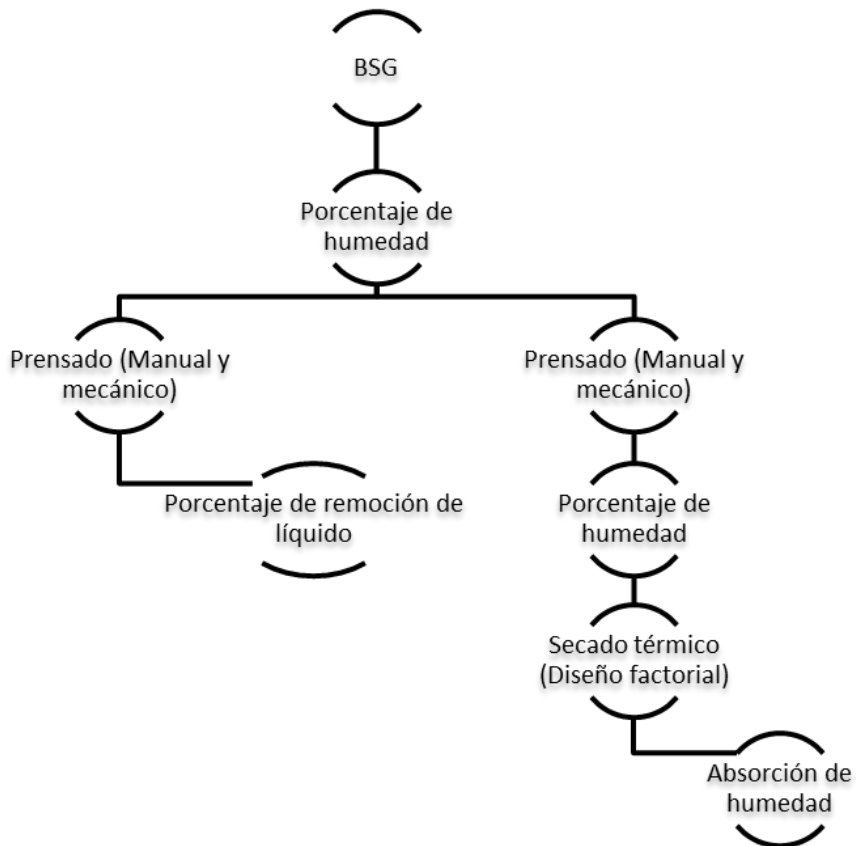 BSG
Porcentaje de
humedad
Prensado (Manual y
mecánico)
Prensado (Manual y
mecánico)
Porcentaje de remoción de
líquido
Porcentaje de
humedad
Secado térmico
(Diseño factorial)
Absorción de
humedad